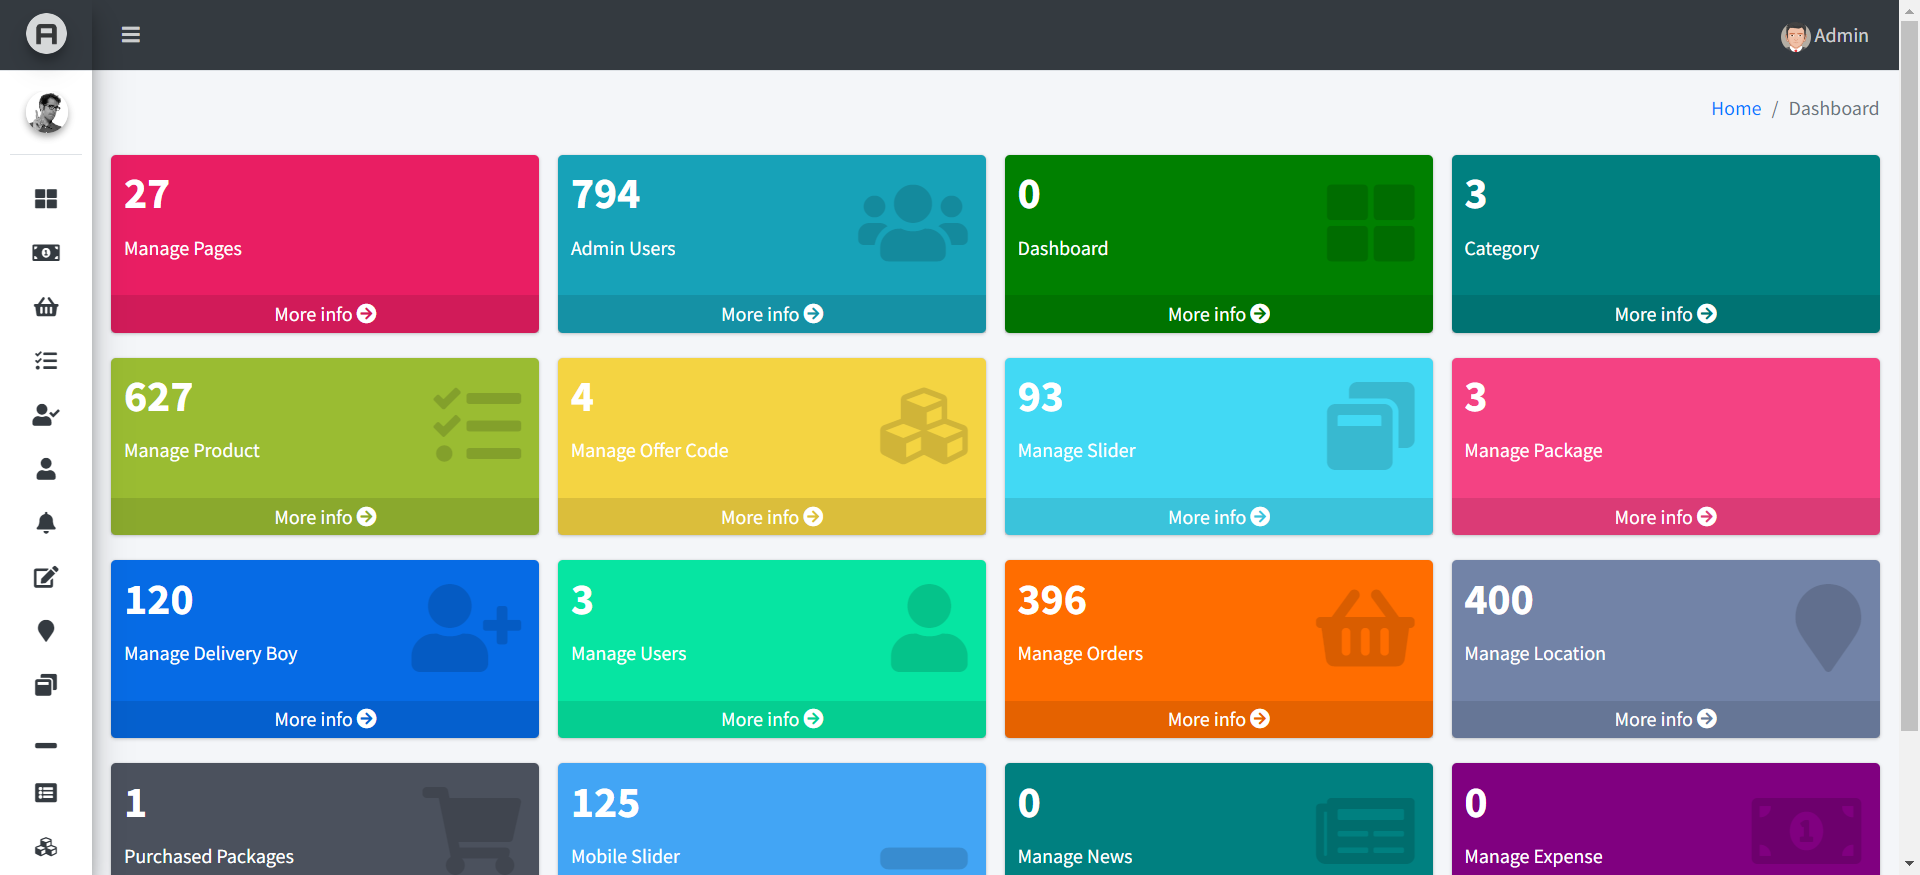 Admin
Home / Dashboard
27
Manage Pages
More info
794
Admin Users
More info
0
Dashboard
More info
3
Category
More info
627
Manage Product
More info
4
Manage Offer Code
More info
93
Manage Slider
More info
3
Manage Package
More info
120
Manage Delivery Boy
More info
3
Manage Users
More info
396
Manage Orders
More info
400
Manage Location
More info
1
Purchased Packages
125
Mobile Slider
0
Manage News
0
Manage Expense